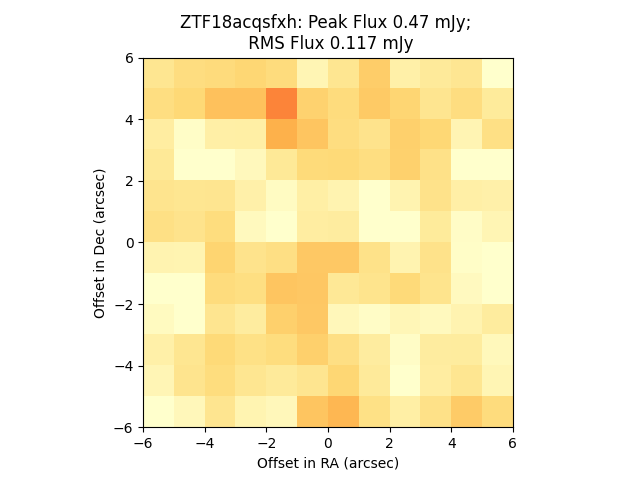 ZTF18acqsfxh: Peak Flux 0.47 mJy;
RMS Flux 0.117 mJy
6
4
2
0
−2
−4
−6
Offset in Dec (arcsec)
−6 −4 −2 0 2 4 6
Offset in RA (arcsec)